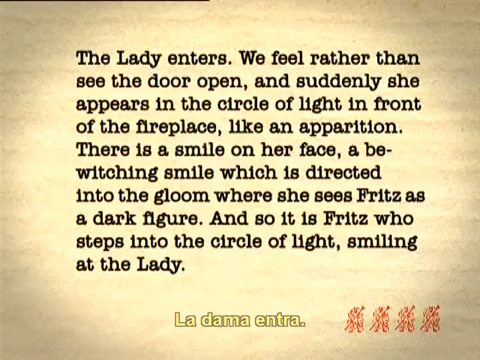 The Lady enters. We feel rather than
see the door open, and suddenly she
appears in the circle of light in front
of the fireplace, like an apparition.
There is a smile on her face, a be-
witching smile which is directed
into the gloom where she sees Fritz as
a dark figure. And so it is Fritz who
steps into the circle of light, smiling
at the Lady.
La dama entra.